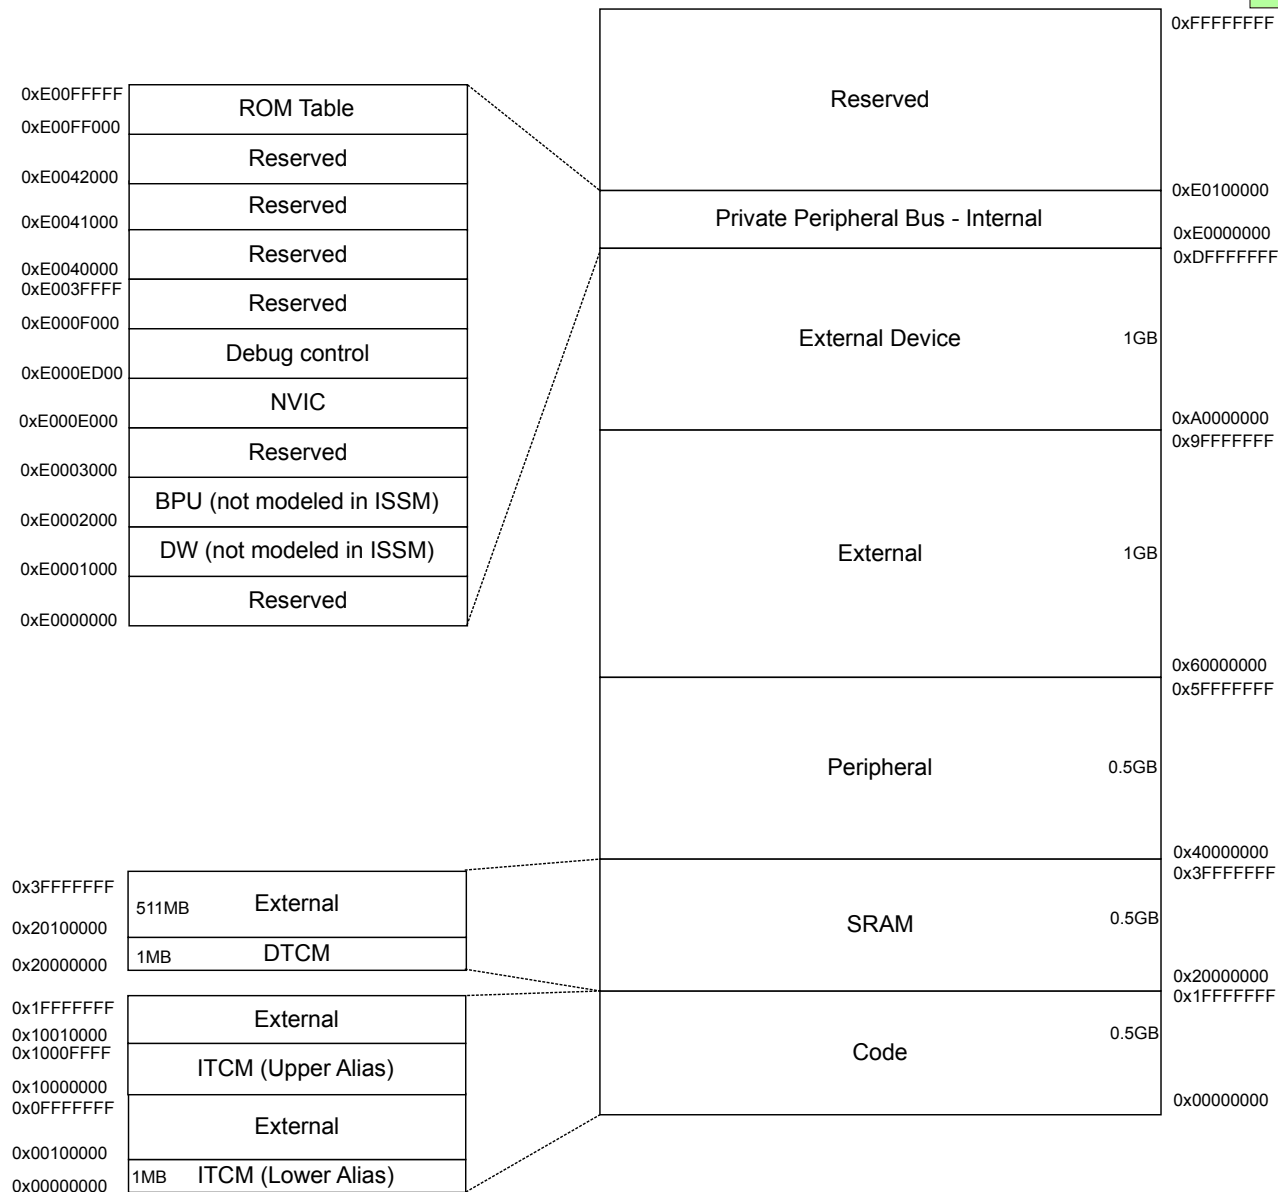 0xFFFFFFFF
Reserved
0xE0100000
Private Peripheral Bus - Internal
0xE0000000
0xDFFFFFFF
External Device
1GB
0xA0000000
0x9FFFFFFF
External
1GB
0x60000000
0x5FFFFFFF
Peripheral
0.5GB
0x40000000
0x3FFFFFFF
SRAM
0.5GB
0x20000000
0x1FFFFFFF
Code
0.5GB
0x00000000
0xE00FFFFF
ROM Table
0xE00FF000
Reserved
0xE0042000
Reserved
0xE0041000
Reserved
0xE0040000
0xE003FFFF
Reserved
0xE000F000
Debug control
0xE000ED00
NVIC
0xE000E000
Reserved
0xE0003000
BPU (not modeled in ISSM)
0xE0002000
DW (not modeled in ISSM)
0xE0001000
Reserved
0xE0000000
0x3FFFFFFF
511MB External
0x20100000
1MB DTCM
0x20000000
0x1FFFFFFF
External
0x10010000
0x1000FFFF
ITCM (Upper Alias)
0x10000000
0x0FFFFFFF
External
0x00100000
1MB ITCM (Lower Alias)
0x00000000